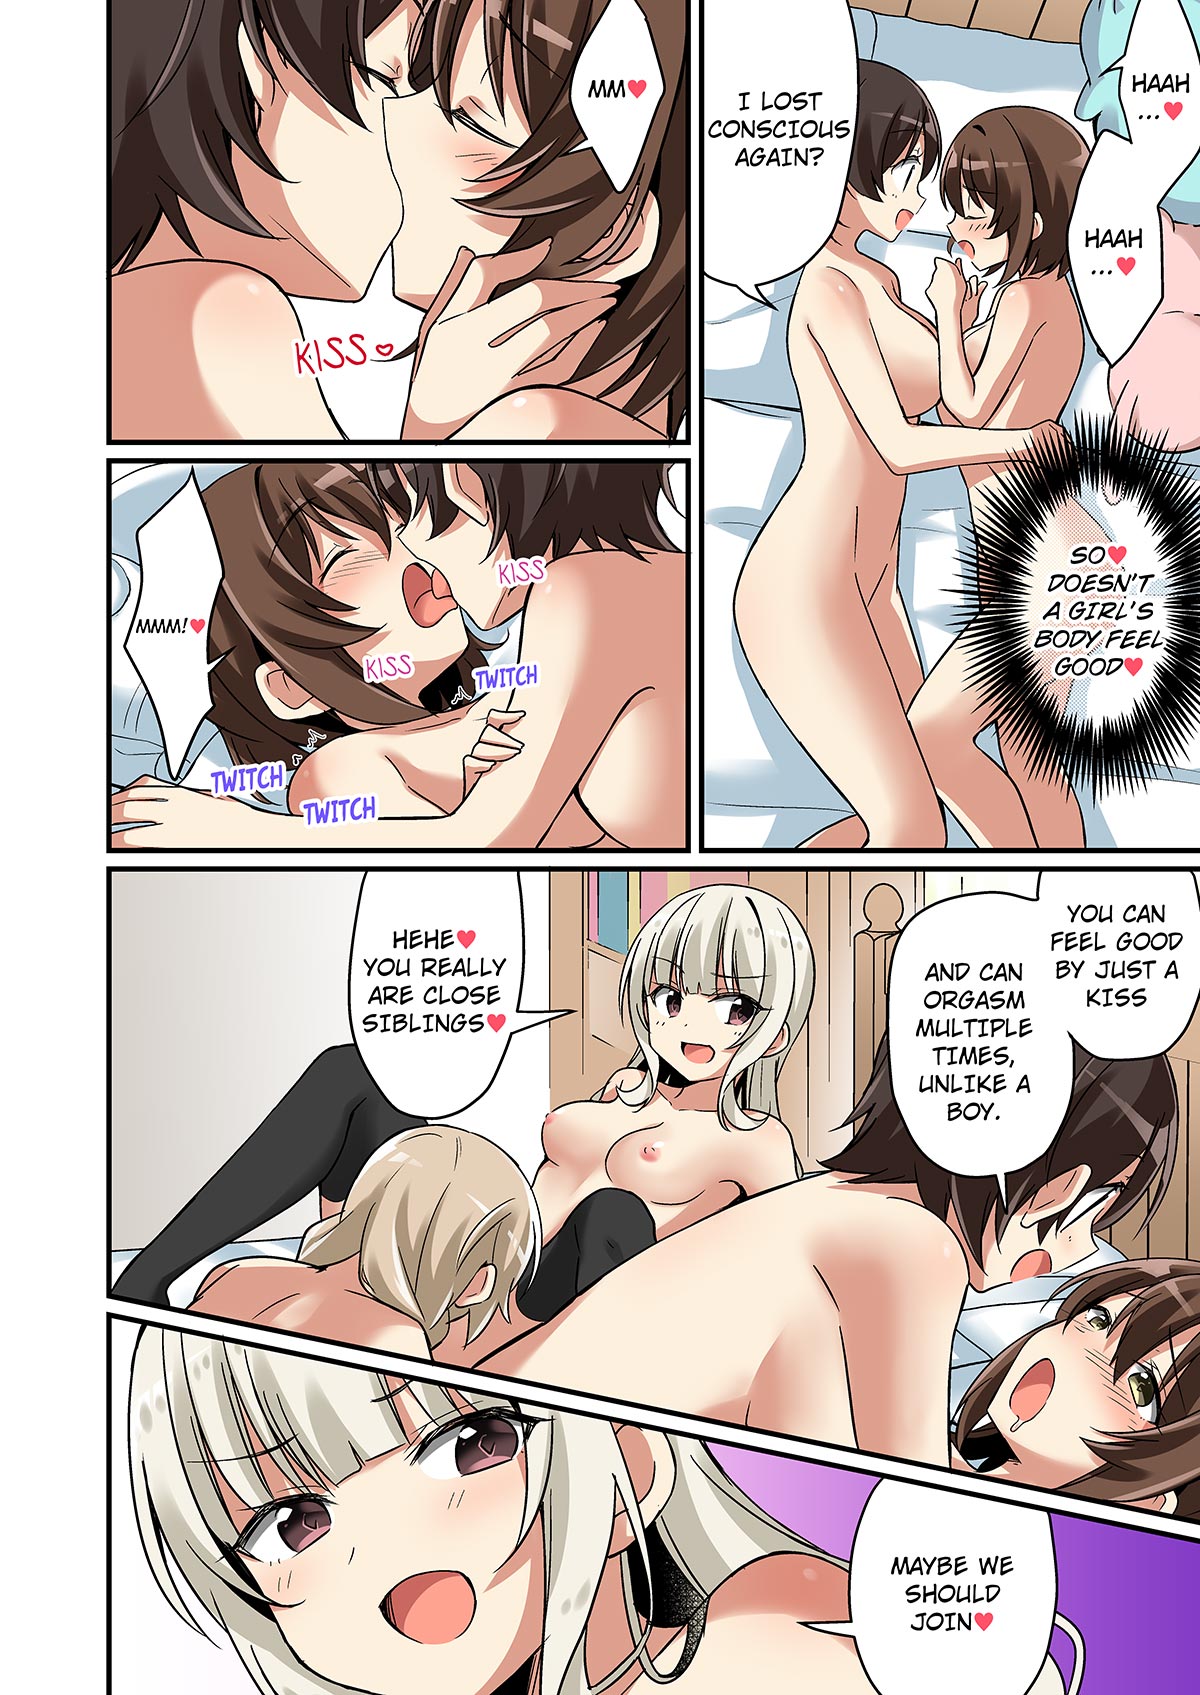 HAAH
...♥
HAAH
...♥
I LOST
CONSCIOUS
AGAIN?
SO♥
DOESN'T
A GIRL'S
BODY FEEL
GOOD♥
MM♥
KISS♥
KISS
MMM!♥
KISS
TWITCH
TWITCH
TWITCH
YOU CAN
FEEL GOOD
BY JUST A
KISS
AND CAN
ORGASM
MULTIPLE
TIMES,
UNLIKE A
BOY.
HEHE♥
YOU REALLY
ARE CLOSE
SIBLINGS♥
MAYBE WE
SHOULD
JOIN♥